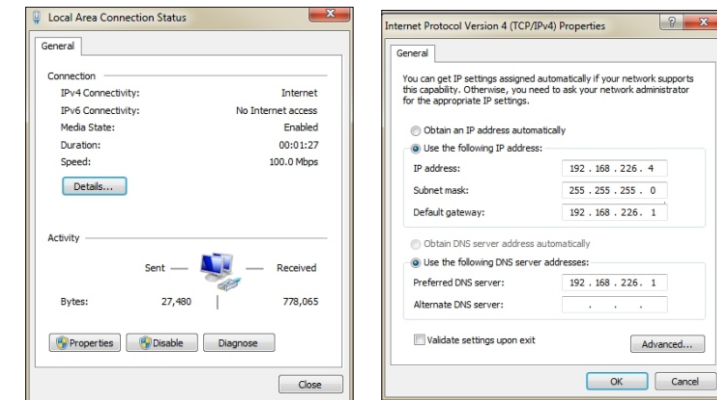 Local Area Connection Status
General
Connection
IPv4 Connectivity: Internet
IPv6 Connectivity: No Internet access
Media State: Enabled
Duration: 00:01:27
Speed: 100.0 Mbps
Details...
Activity
Sent Received
Bytes: 27,480 778,065
Properties Disable Diagnose
Close
Internet Protocol Version 4 (TCP/IPv4) Properties
General
You can get IP settings assigned automatically if your network supports
this capability. Otherwise, you need to ask your network administrator
for the appropriate IP settings.
Obtain an IP address automatically
Use the following IP address:
IP address: 192 . 168 . 226 . 4
Subnet mask: 255 . 255 . 255 . 0
Default gateway: 192 . 168 . 226 . 1
Obtain DNS server address automatically
Use the following DNS server addresses:
Preferred DNS server: 192 . 168 . 226 . 1
Alternate DNS server: . . .
Validate settings upon exit
Advanced...
OK Cancel